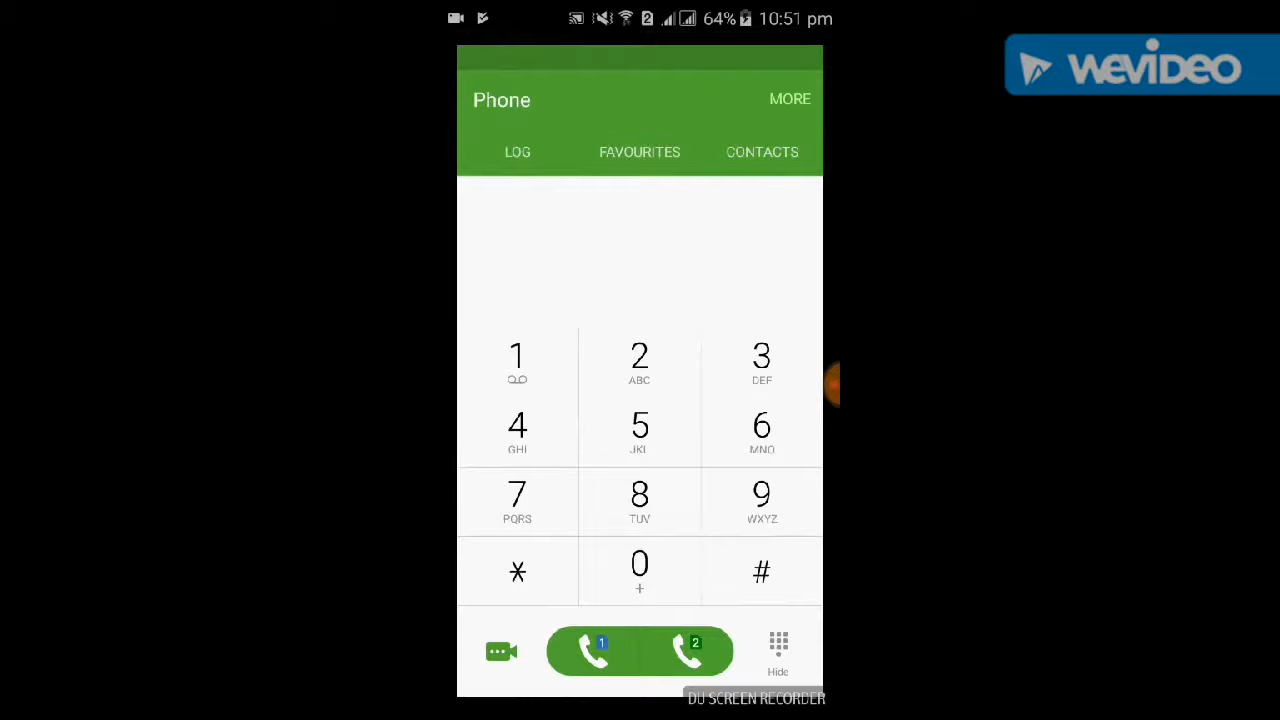 2 64% 10:51 pm
WEVIDEO
Phone MORE
LOG FAVOURITES CONTACTS
1 2 3
ABC DEF
4 5 6
GHI JKL MNO
7 8 9
PQRS TUV WXYZ
* 0 #
+
1 2
Hide
DU SCREEN RECORDER